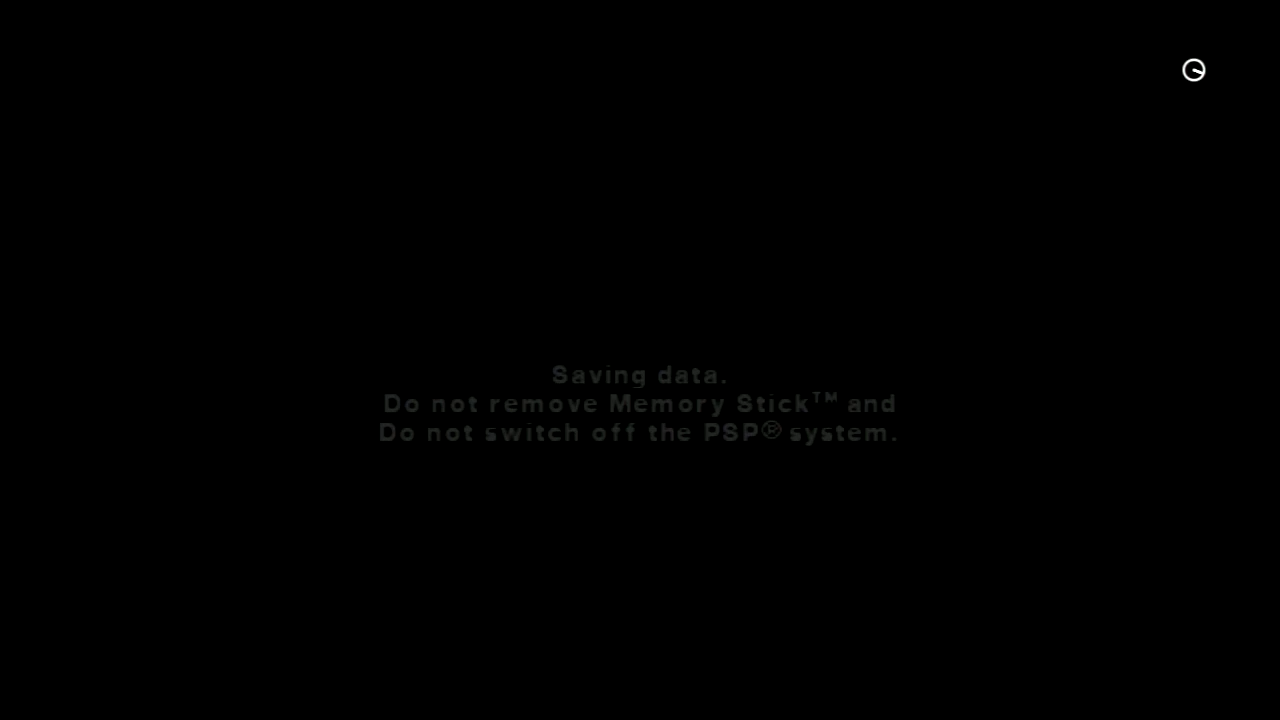 Saving data.
Do not remove Memory Stick™ and
Do not switch off the PSP® system.